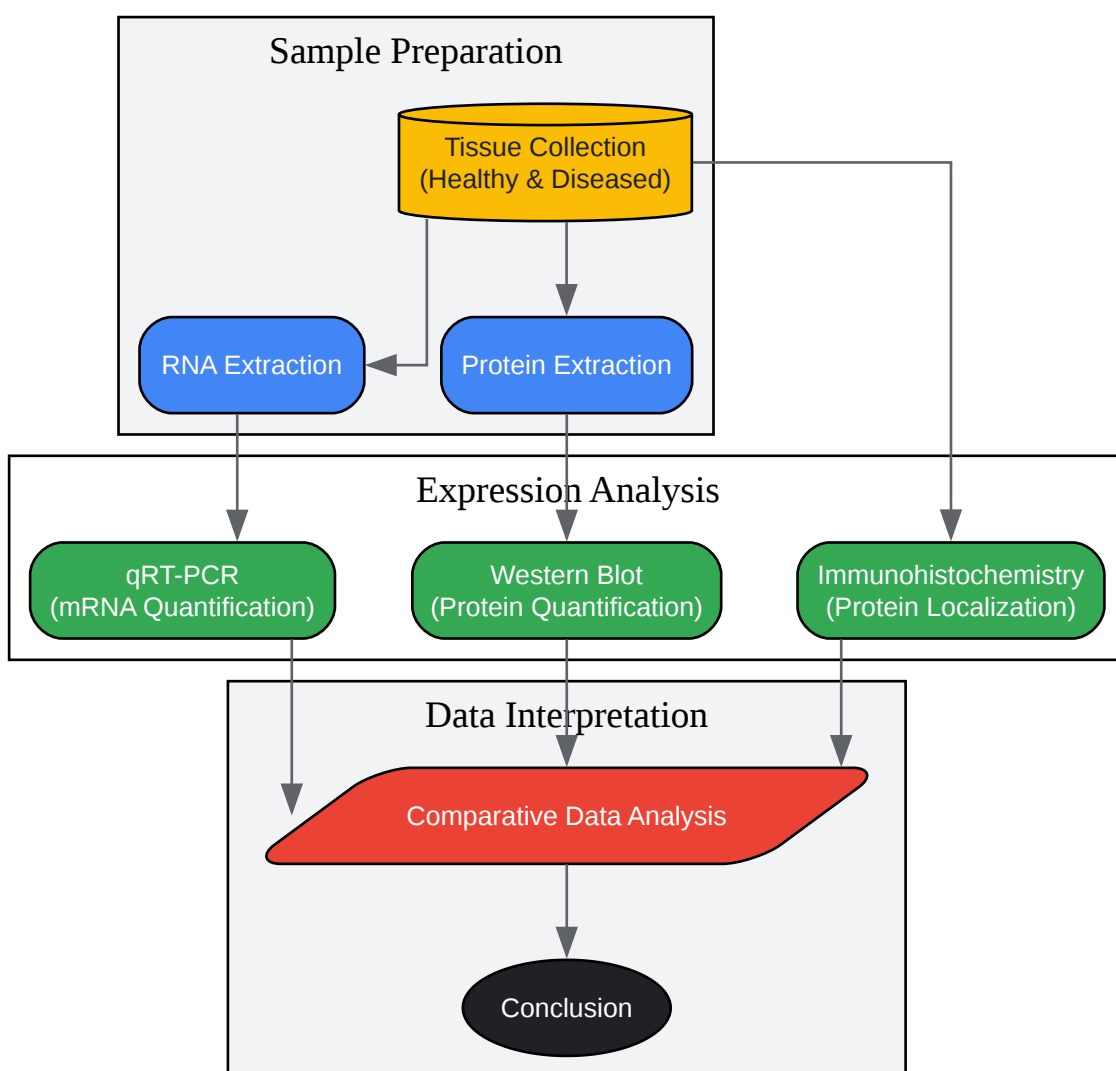 Sample Preparation
Tissue Collection
(Healthy & Diseased)
RNA Extraction
Protein Extraction
Expression Analysis
qRT-PCR
(mRNA Quantification)
Western Blot
(Protein Quantification)
Immunohistochemistry
(Protein Localization)
Data Interpretation
Comparative Data Analysis
Conclusion